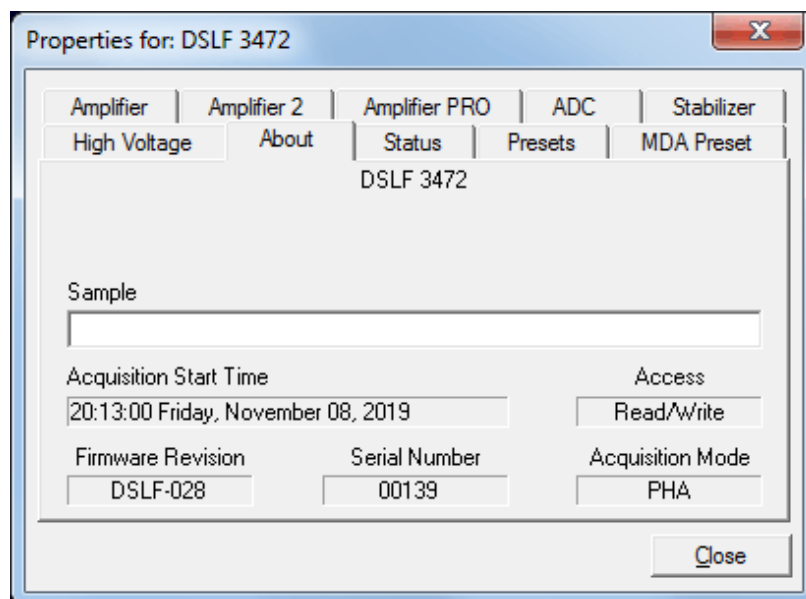 Properties for: DSLF 3472
Amplifier Amplifier 2 Amplifier PRO ADC Stabilizer
High Voltage About Status Presets MDA Preset
DSLF 3472
Sample
Acquisition Start Time Access
20:13:00 Friday, November 08, 2019 Read/Write
Firmware Revision Serial Number Acquisition Mode
DSLF-028 00139 PHA
Close